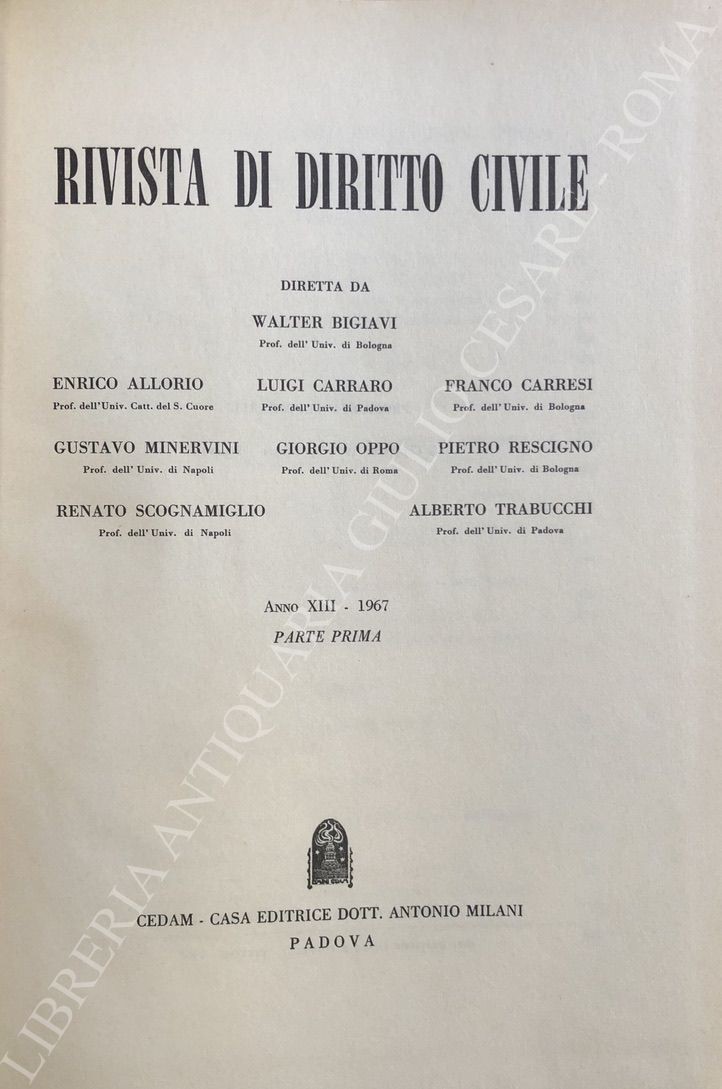 RIVISTA DI DIRITTO CIVILE
DIRETTA DA
WALTER BIGIAVI
Prof. dell' Univ. di Bologna
ENRICO ALLORIO LUIGI CARRARO FRANCO CARRESI
Prof. dell'Univ. Catt. del S. Cuore Prof. dell' Univ. di Padova Prof. dell'Univ. di Bologna
GUSTAVO MINERVINI GIORGIO OPPO PIETRO RESCIGNO
Prof. dell' Univ. di Napoli Prof. dell' Univ. di Roma Prof. dell' Univ. di Bologna
RENATO SCOGNAMIGLIO ALBERTO TRABUCCHI
Prof. dell' Univ. di Napoli Prof. dell' Univ. di Padova
ANNO XIII - 1967
PARTE PRIMA
CEDAM - CASA EDITRICE DOTT. ANTONIO MILANI
PADOVA
LIBRERIA ANTIQUARIA GIULIO CESARE - ROMA